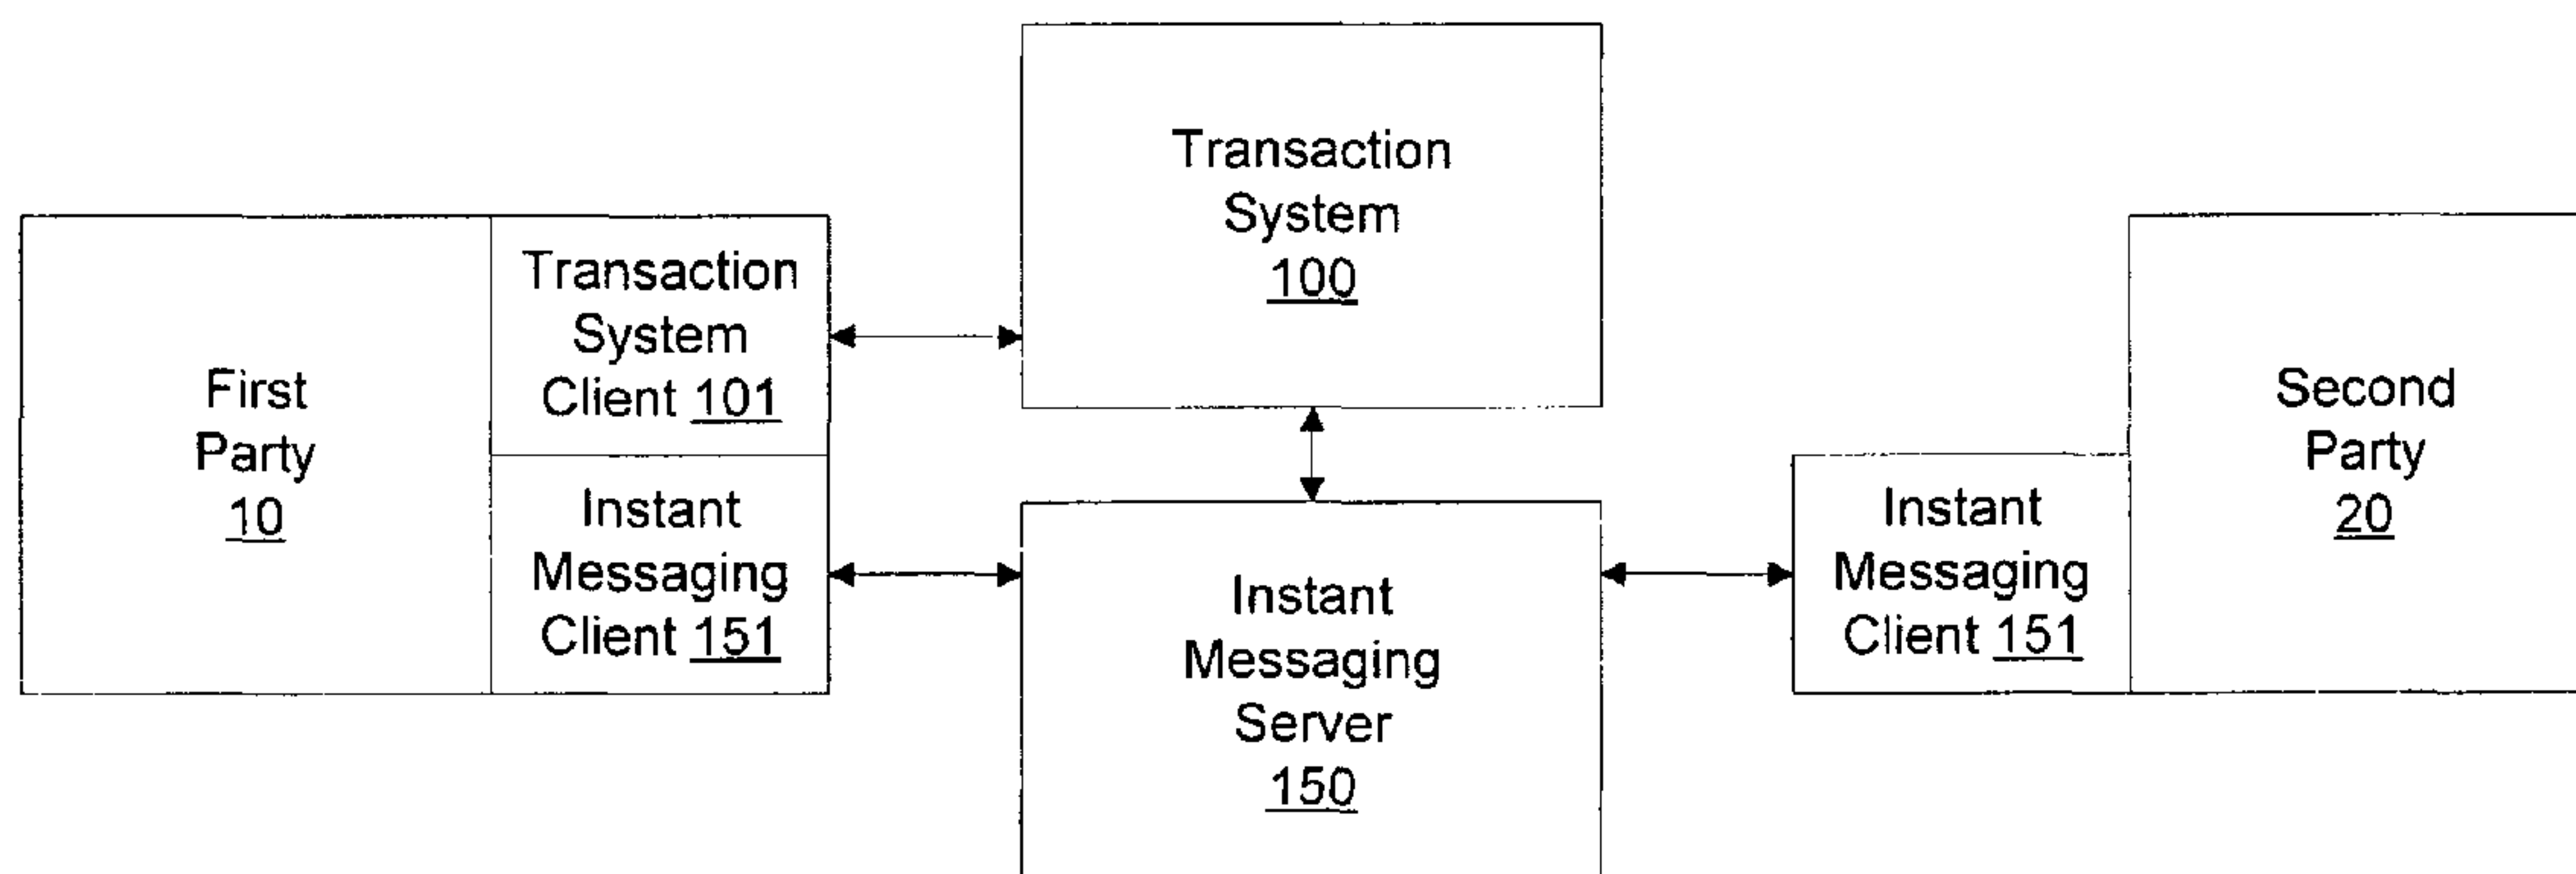 Transaction
System
100
First
Party
10
Transaction
System
Client 101
Instant
Messaging
Client 151
Instant
Messaging
Server
150
Instant
Messaging
Client 151
Second
Party
20